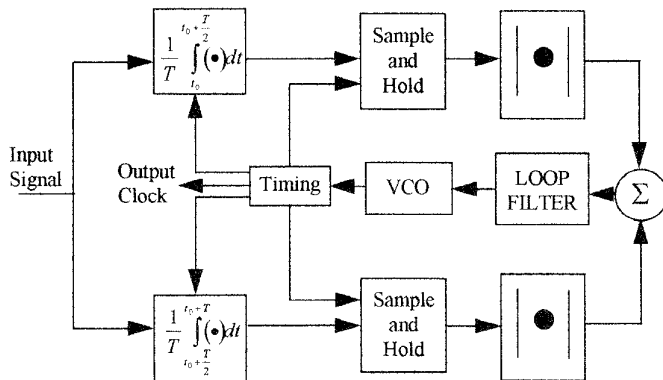 t₀ + T/2
1/T ∫ (•)dt
t₀
Sample
and
Hold
| • |
Input
Signal
Output
Clock
Timing
VCO
LOOP
FILTER
Σ
t₀ + T
1/T ∫ (•)dt
t₀ + T/2
Sample
and
Hold
| • |